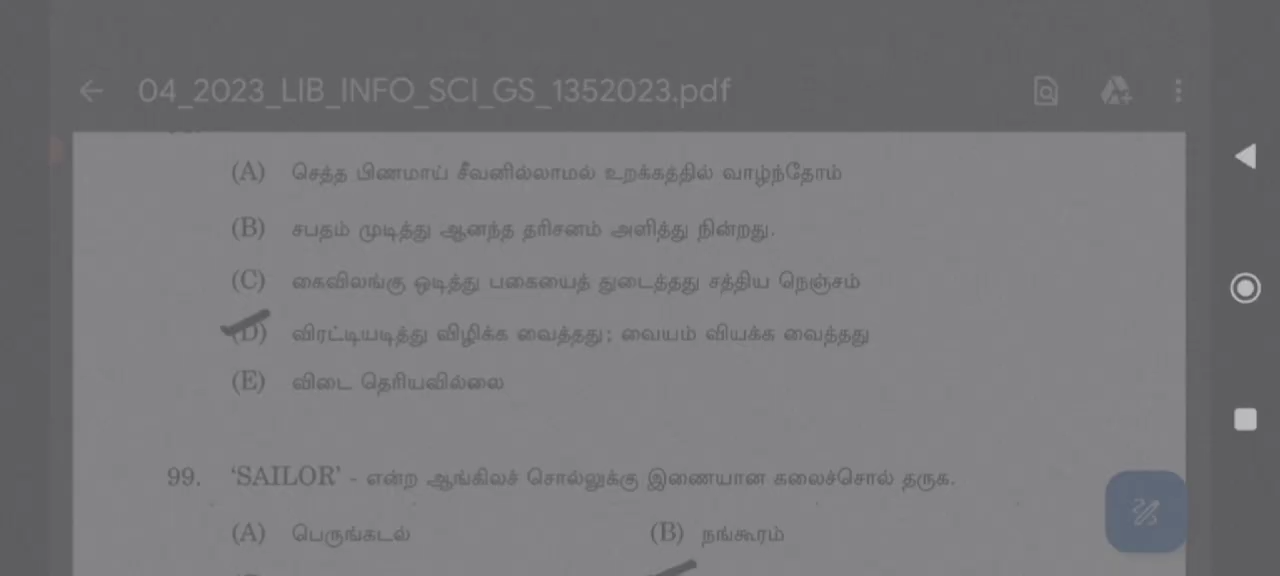 04_2023_LIB_INFO_SCI_GS_1352023.pdf
(A) செத்த பிணமாய் சீவனில்லாமல் உறக்கத்தில் வாழ்ந்தோம்
(B) சபதம் முடித்து ஆனந்த தரிசனம் அளித்து நின்றது.
(C) கைவிலங்கு ஒடித்து பகையைத் துடைத்தது சத்திய நெஞ்சம்
(D) விரட்டியடித்து விழிக்க வைத்தது; வையம் வியக்க வைத்தது
(E) விடை தெரியவில்லை
99. ‘SAILOR’ - என்ற ஆங்கிலச் சொல்லுக்கு இணையான கலைச்சொல் தருக.
(A) பெருங்கடல் (B) நங்கூரம்